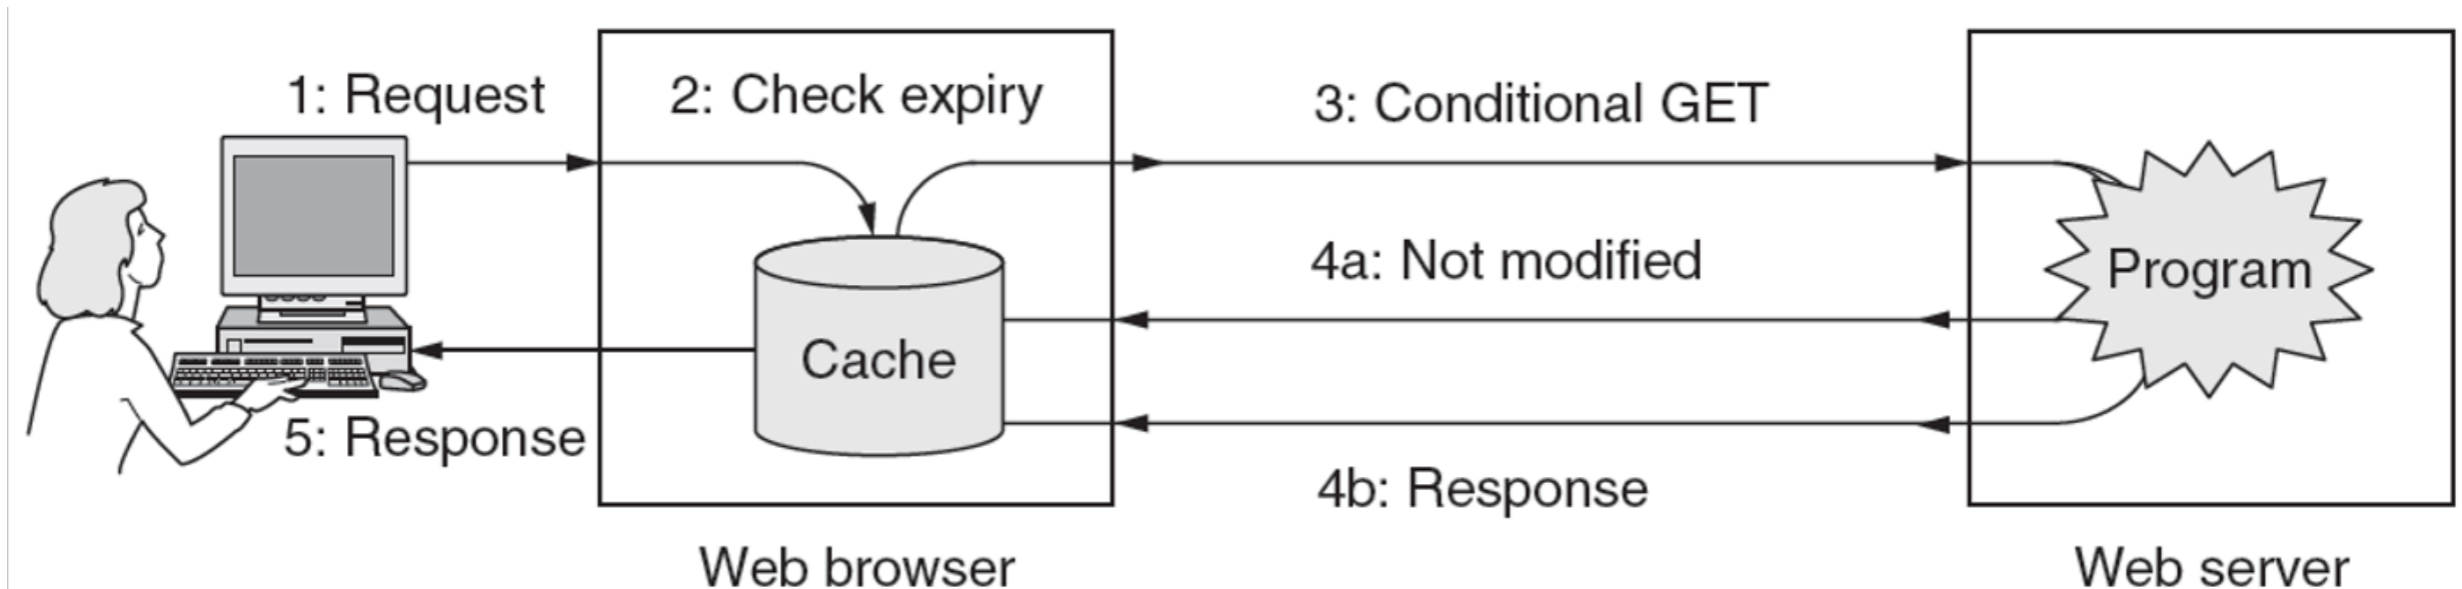 1: Request
2: Check expiry
3: Conditional GET
4a: Not modified
Program
Cache
5: Response
4b: Response
Web browser
Web server